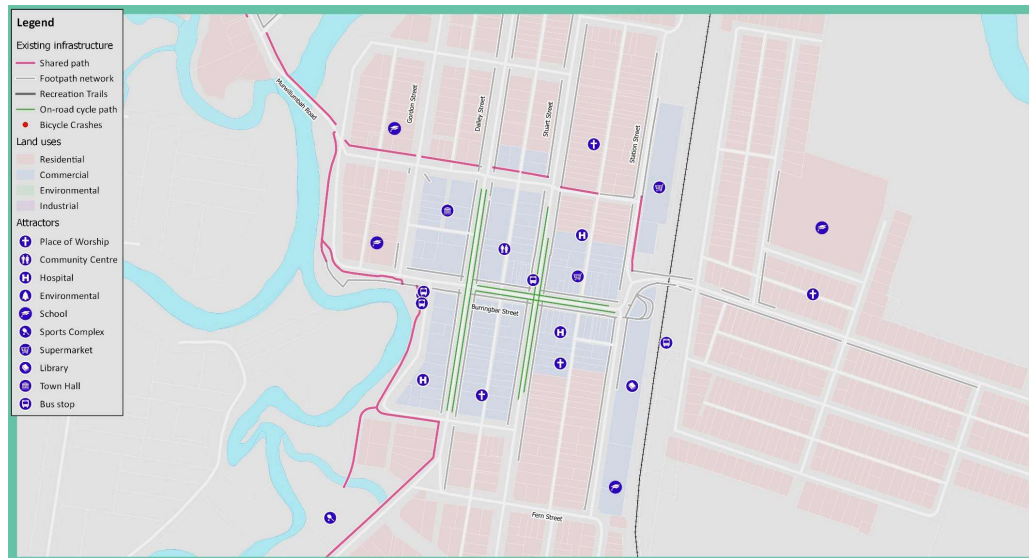 Legend
Existing infrastructure
Shared path
Footpath network
Recreation Trails
On-road cycle path
Bicycle Crashes
Land uses
Residential
Commercial
Environmental
Industrial
Attractors
Place of Worship
Community Centre
Hospital
Environmental
School
Sports Complex
Supermarket
Library
Town Hall
Bus stop
Murwillumbah Road
Gordon Street
Dalley Street
Stuart Street
Station Street
Burringbar Street
Fern Street